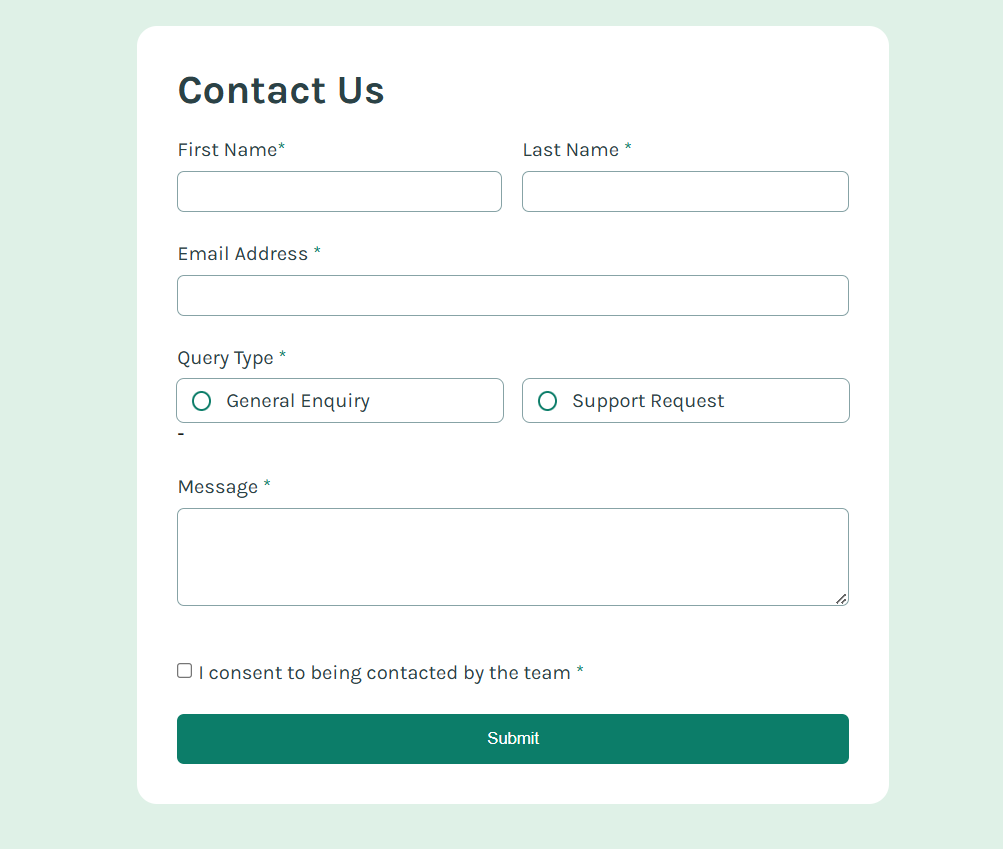 Contact Us
First Name* Last Name *
Email Address *
Query Type *
General Enquiry Support Request
-
Message *
I consent to being contacted by the team *
Submit